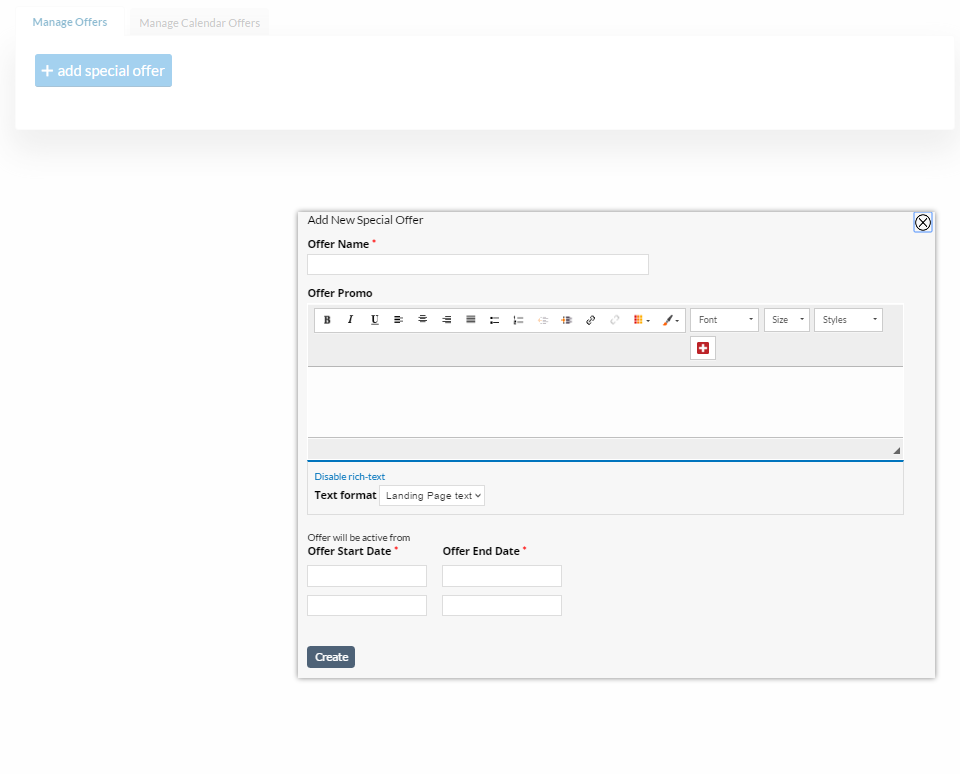 Manage Offers Manage Calendar Offers
+ add special offer
Add New Special Offer
Offer Name *
Offer Promo
B I U Font Size Styles
Disable rich-text
Text format Landing Page text
Offer will be active from
Offer Start Date * Offer End Date *
Create